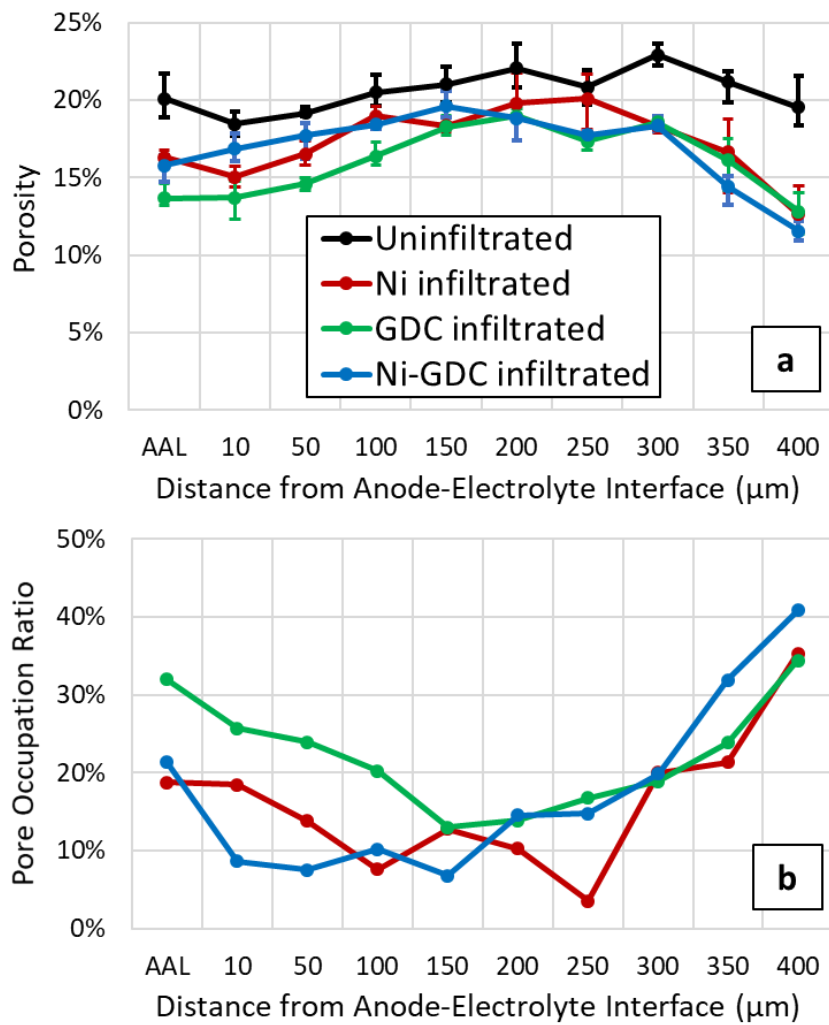 25%
20%
15%
10%
5%
0%
Porosity
Uninfiltrated
Ni infiltrated
GDC infiltrated
Ni-GDC infiltrated
a
AAL 10 50 100 150 200 250 300 350 400
Distance from Anode-Electrolyte Interface (µm)
50%
40%
30%
20%
10%
0%
Pore Occupation Ratio
b
AAL 10 50 100 150 200 250 300 350 400
Distance from Anode-Electrolyte Interface (µm)